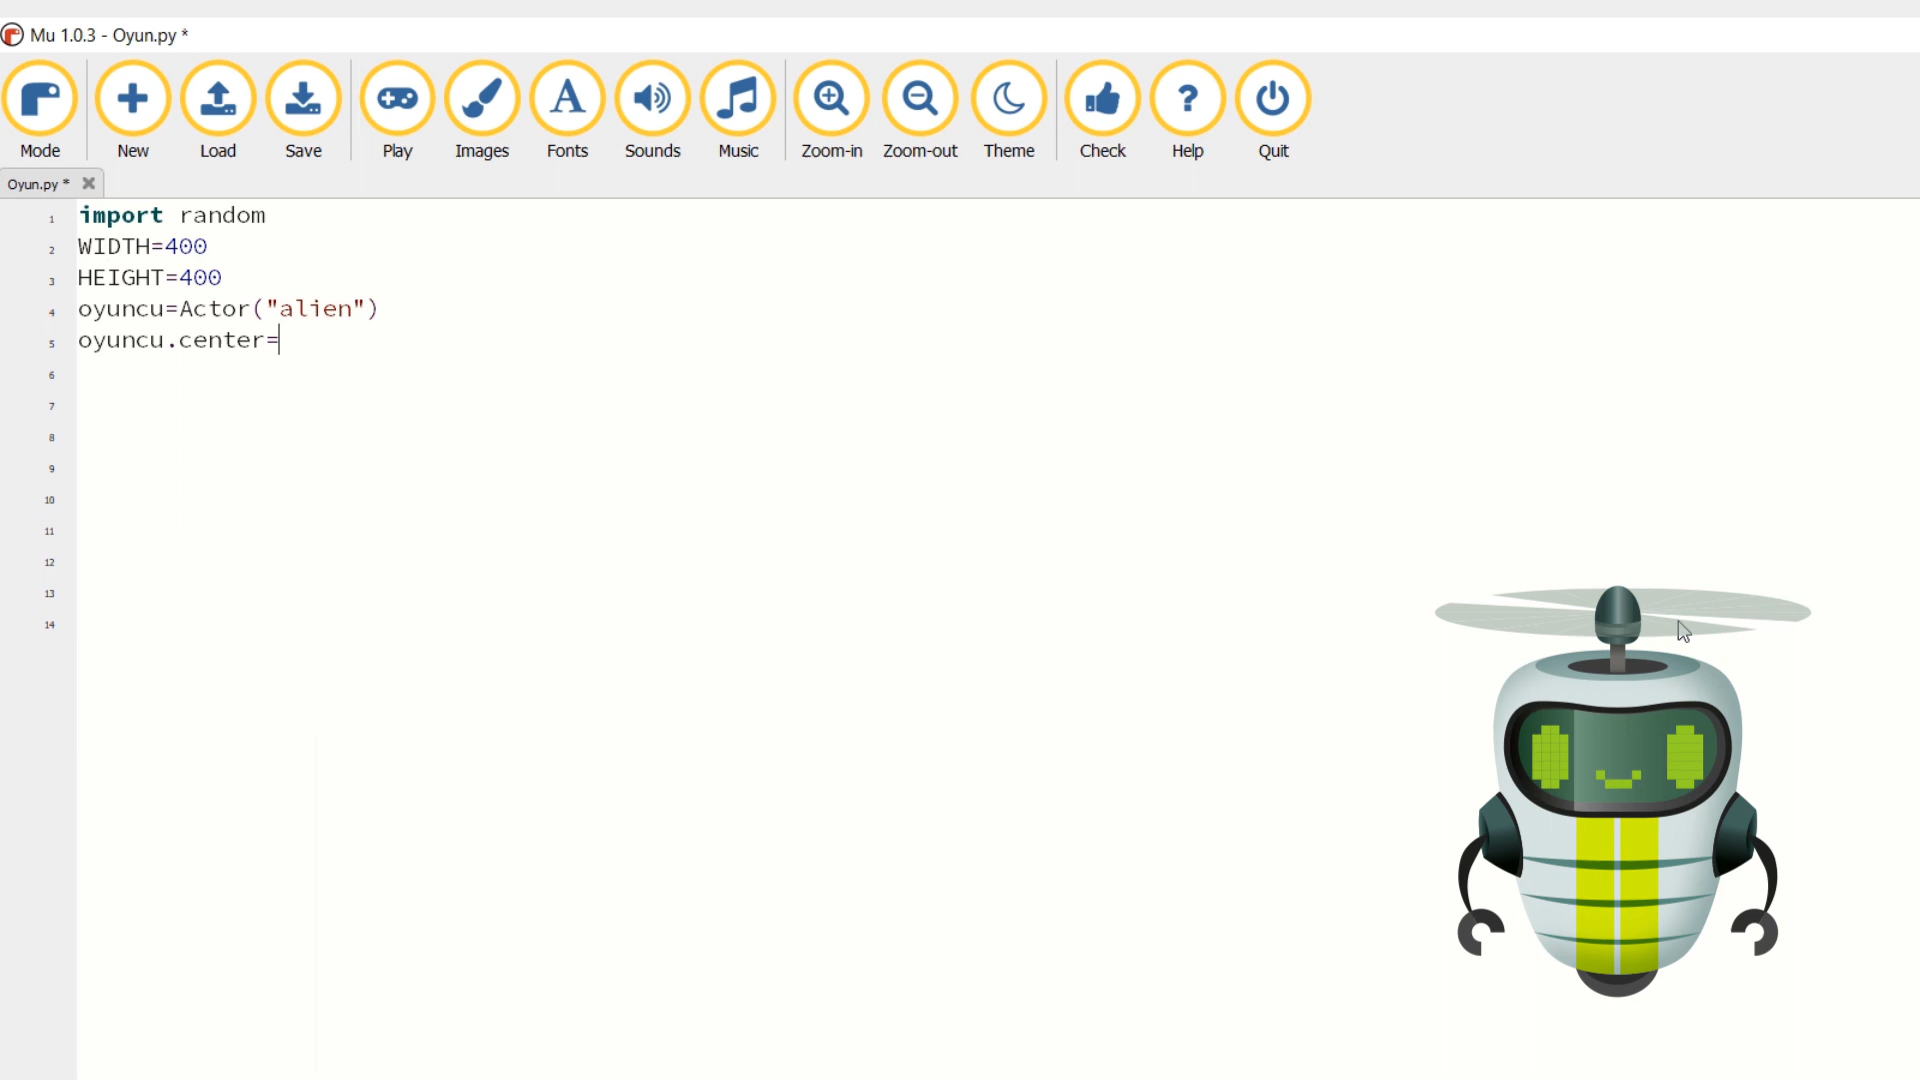 Mu 1.0.3 - Oyun.py *
Mode New Load Save Play Images Fonts Sounds Music Zoom-in Zoom-out Theme Check Help Quit
Oyun.py *
1 import random
2 WIDTH=400
3 HEIGHT=400
4 oyuncu=Actor("alien")
5 oyuncu.center=
6
7
8
9
10
11
12
13
14